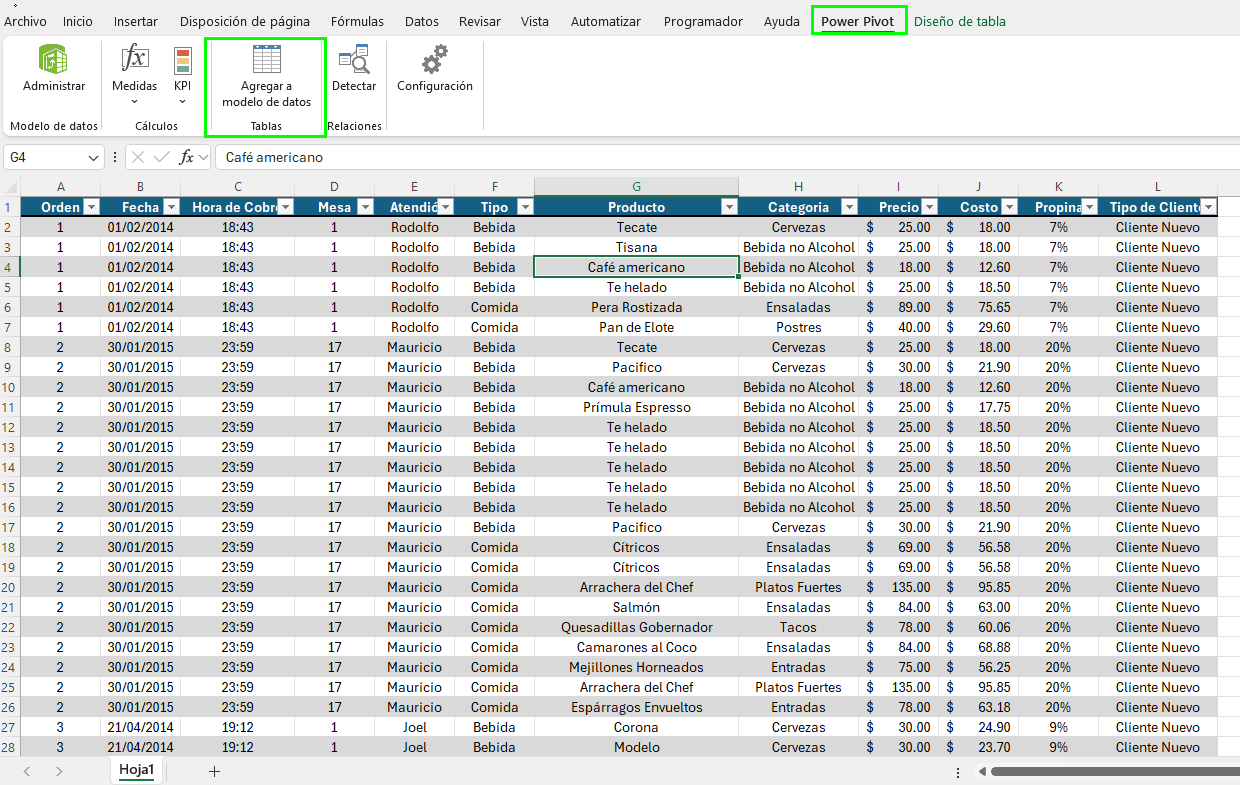 Archivo Inicio Insertar Disposición de página Fórmulas Datos Revisar Vista Automatizar Programador Ayuda Power Pivot Diseño de tabla
Administrar Medidas KPI Agregar a modelo de datos Detectar Configuración
Modelo de datos Cálculos Tablas Relaciones
G4 fx Café americano
A B C D E F G H I J K L
1 Orden Fecha Hora de Cobr Mesa Atendió Tipo Producto Categoria Precio Costo Propina Tipo de Cliente
2 1 01/02/2014 18:43 1 Rodolfo Bebida Tecate Cervezas $ 25.00 $ 18.00 7% Cliente Nuevo
3 1 01/02/2014 18:43 1 Rodolfo Bebida Tisana Bebida no Alcohol $ 25.00 $ 18.00 7% Cliente Nuevo
4 1 01/02/2014 18:43 1 Rodolfo Bebida Café americano Bebida no Alcohol $ 18.00 $ 12.60 7% Cliente Nuevo
5 1 01/02/2014 18:43 1 Rodolfo Bebida Te helado Bebida no Alcohol $ 25.00 $ 18.50 7% Cliente Nuevo
6 1 01/02/2014 18:43 1 Rodolfo Comida Pera Rostizada Ensaladas $ 89.00 $ 75.65 7% Cliente Nuevo
7 1 01/02/2014 18:43 1 Rodolfo Comida Pan de Elote Postres $ 40.00 $ 29.60 7% Cliente Nuevo
8 2 30/01/2015 23:59 17 Mauricio Bebida Tecate Cervezas $ 25.00 $ 18.00 20% Cliente Nuevo
9 2 30/01/2015 23:59 17 Mauricio Bebida Pacifico Cervezas $ 30.00 $ 21.90 20% Cliente Nuevo
10 2 30/01/2015 23:59 17 Mauricio Bebida Café americano Bebida no Alcohol $ 18.00 $ 12.60 20% Cliente Nuevo
11 2 30/01/2015 23:59 17 Mauricio Bebida Prímula Espresso Bebida no Alcohol $ 25.00 $ 17.75 20% Cliente Nuevo
12 2 30/01/2015 23:59 17 Mauricio Bebida Te helado Bebida no Alcohol $ 25.00 $ 18.50 20% Cliente Nuevo
13 2 30/01/2015 23:59 17 Mauricio Bebida Te helado Bebida no Alcohol $ 25.00 $ 18.50 20% Cliente Nuevo
14 2 30/01/2015 23:59 17 Mauricio Bebida Te helado Bebida no Alcohol $ 25.00 $ 18.50 20% Cliente Nuevo
15 2 30/01/2015 23:59 17 Mauricio Bebida Te helado Bebida no Alcohol $ 25.00 $ 18.50 20% Cliente Nuevo
16 2 30/01/2015 23:59 17 Mauricio Bebida Te helado Bebida no Alcohol $ 25.00 $ 18.50 20% Cliente Nuevo
17 2 30/01/2015 23:59 17 Mauricio Bebida Pacifico Cervezas $ 30.00 $ 21.90 20% Cliente Nuevo
18 2 30/01/2015 23:59 17 Mauricio Comida Cítricos Ensaladas $ 69.00 $ 56.58 20% Cliente Nuevo
19 2 30/01/2015 23:59 17 Mauricio Comida Cítricos Ensaladas $ 69.00 $ 56.58 20% Cliente Nuevo
20 2 30/01/2015 23:59 17 Mauricio Comida Arrachera del Chef Platos Fuertes $ 135.00 $ 95.85 20% Cliente Nuevo
21 2 30/01/2015 23:59 17 Mauricio Comida Salmón Ensaladas $ 84.00 $ 63.00 20% Cliente Nuevo
22 2 30/01/2015 23:59 17 Mauricio Comida Quesadillas Gobernador Tacos $ 78.00 $ 60.06 20% Cliente Nuevo
23 2 30/01/2015 23:59 17 Mauricio Comida Camarones al Coco Ensaladas $ 84.00 $ 68.88 20% Cliente Nuevo
24 2 30/01/2015 23:59 17 Mauricio Comida Mejillones Horneados Entradas $ 75.00 $ 56.25 20% Cliente Nuevo
25 2 30/01/2015 23:59 17 Mauricio Comida Arrachera del Chef Platos Fuertes $ 135.00 $ 95.85 20% Cliente Nuevo
26 2 30/01/2015 23:59 17 Mauricio Comida Espárragos Envueltos Entradas $ 78.00 $ 63.18 20% Cliente Nuevo
27 3 21/04/2014 19:12 1 Joel Bebida Corona Cervezas $ 30.00 $ 24.90 9% Cliente Nuevo
28 3 21/04/2014 19:12 1 Joel Bebida Modelo Cervezas $ 30.00 $ 23.70 9% Cliente Nuevo
Hoja1